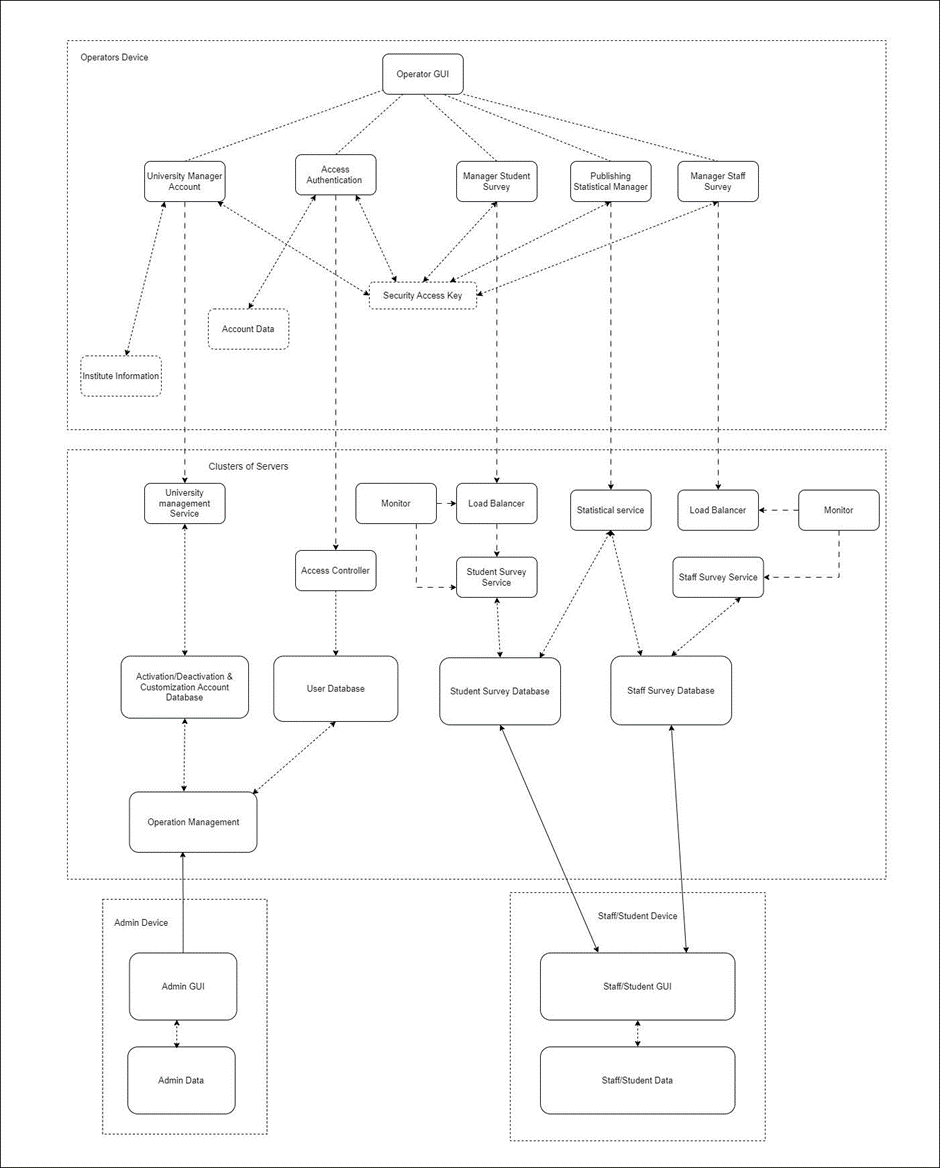 Operators Device
Operator GUI
University Manager
Account
Access
Authentication
Manager Student
Survey
Publishing
Statistical Manager
Manager Staff
Survey
Security Access Key
Account Data
Institute Information
Clusters of Servers
University
management
Service
Monitor
Load Balancer
Statistical service
Load Balancer
Monitor
Access Controller
Student Survey
Service
Staff Survey Service
Activation/Deactivation &
Customization Account
Database
User Database
Student Survey Database
Staff Survey Database
Operation Management
Admin Device
Staff/Student Device
Admin GUI
Staff/Student GUI
Admin Data
Staff/Student Data